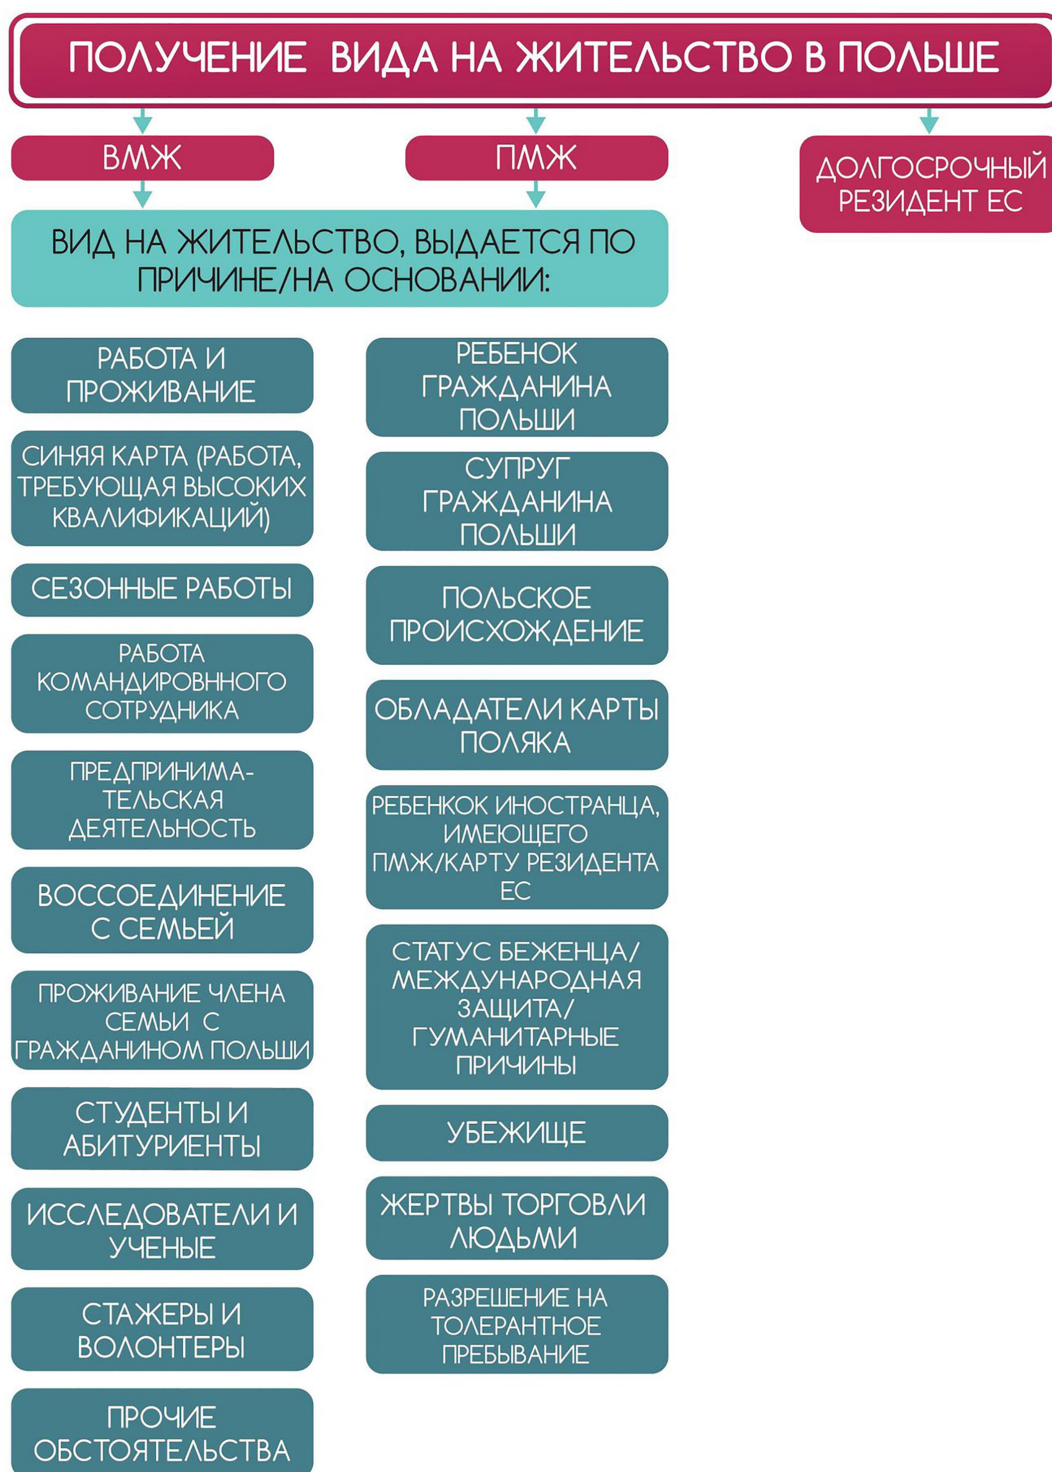 ПОЛУЧЕНИЕ ВИДА НА ЖИТЕЛЬСТВО В ПОЛЬШЕ
ВМЖ
ПМЖ
ДОЛГОСРОЧНЫЙ
РЕЗИДЕНТ ЕС
ВИД НА ЖИТЕЛЬСТВО, ВЫДАЕТСЯ ПО
ПРИЧИНЕ/НА ОСНОВАНИИ:
РАБОТА И
ПРОЖИВАНИЕ
СИНЯЯ КАРТА (РАБОТА,
ТРЕБУЮЩАЯ ВЫСОКИХ
КВАЛИФИКАЦИЙ)
СЕЗОННЫЕ РАБОТЫ
РАБОТА
КОМАНДИРОВННОГО
СОТРУДНИКА
ПРЕДПРИНИМА-
ТЕЛЬСКАЯ
ДЕЯТЕЛЬНОСТЬ
ВОССОЕДИНЕНИЕ
С СЕМЬЕЙ
ПРОЖИВАНИЕ ЧЛЕНА
СЕМЬИ С
ГРАЖДАНИНОМ ПОЛЬШИ
СТУДЕНТЫ И
АБИТУРИЕНТЫ
ИССЛЕДОВАТЕЛИ И
УЧЕНЫЕ
СТАЖЕРЫ И
ВОЛОНТЕРЫ
ПРОЧИЕ
ОБСТОЯТЕЛЬСТВА
РЕБЕНОК
ГРАЖДАНИНА
ПОЛЬШИ
СУПРУГ
ГРАЖДАНИНА
ПОЛЬШИ
ПОЛЬСКОЕ
ПРОИСХОЖДЕНИЕ
ОБЛАДАТЕЛИ КАРТЫ
ПОЛЯКА
РЕБЕНКОК ИНОСТРАНЦА,
ИМЕЮЩЕГО
ПМЖ/КАРТУ РЕЗИДЕНТА
ЕС
СТАТУС БЕЖЕНЦА/
МЕЖДУНАРОДНАЯ
ЗАЩИТА/
ГУМАНИТАРНЫЕ
ПРИЧИНЫ
УБЕЖИЩЕ
ЖЕРТВЫ ТОРГОВЛИ
ЛЮДЬМИ
РАЗРЕШЕНИЕ НА
ТОЛЕРАНТНОЕ
ПРЕБЫВАНИЕ